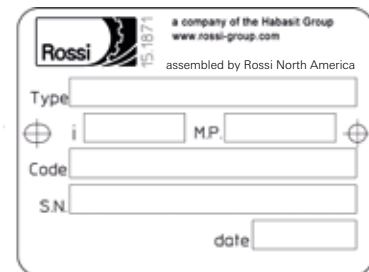 Rossi
15.1871
a company of the Habasit Group
www.rossi-group.com
assembled by Rossi North America
Type
i M.P.
Code
S.N.
date